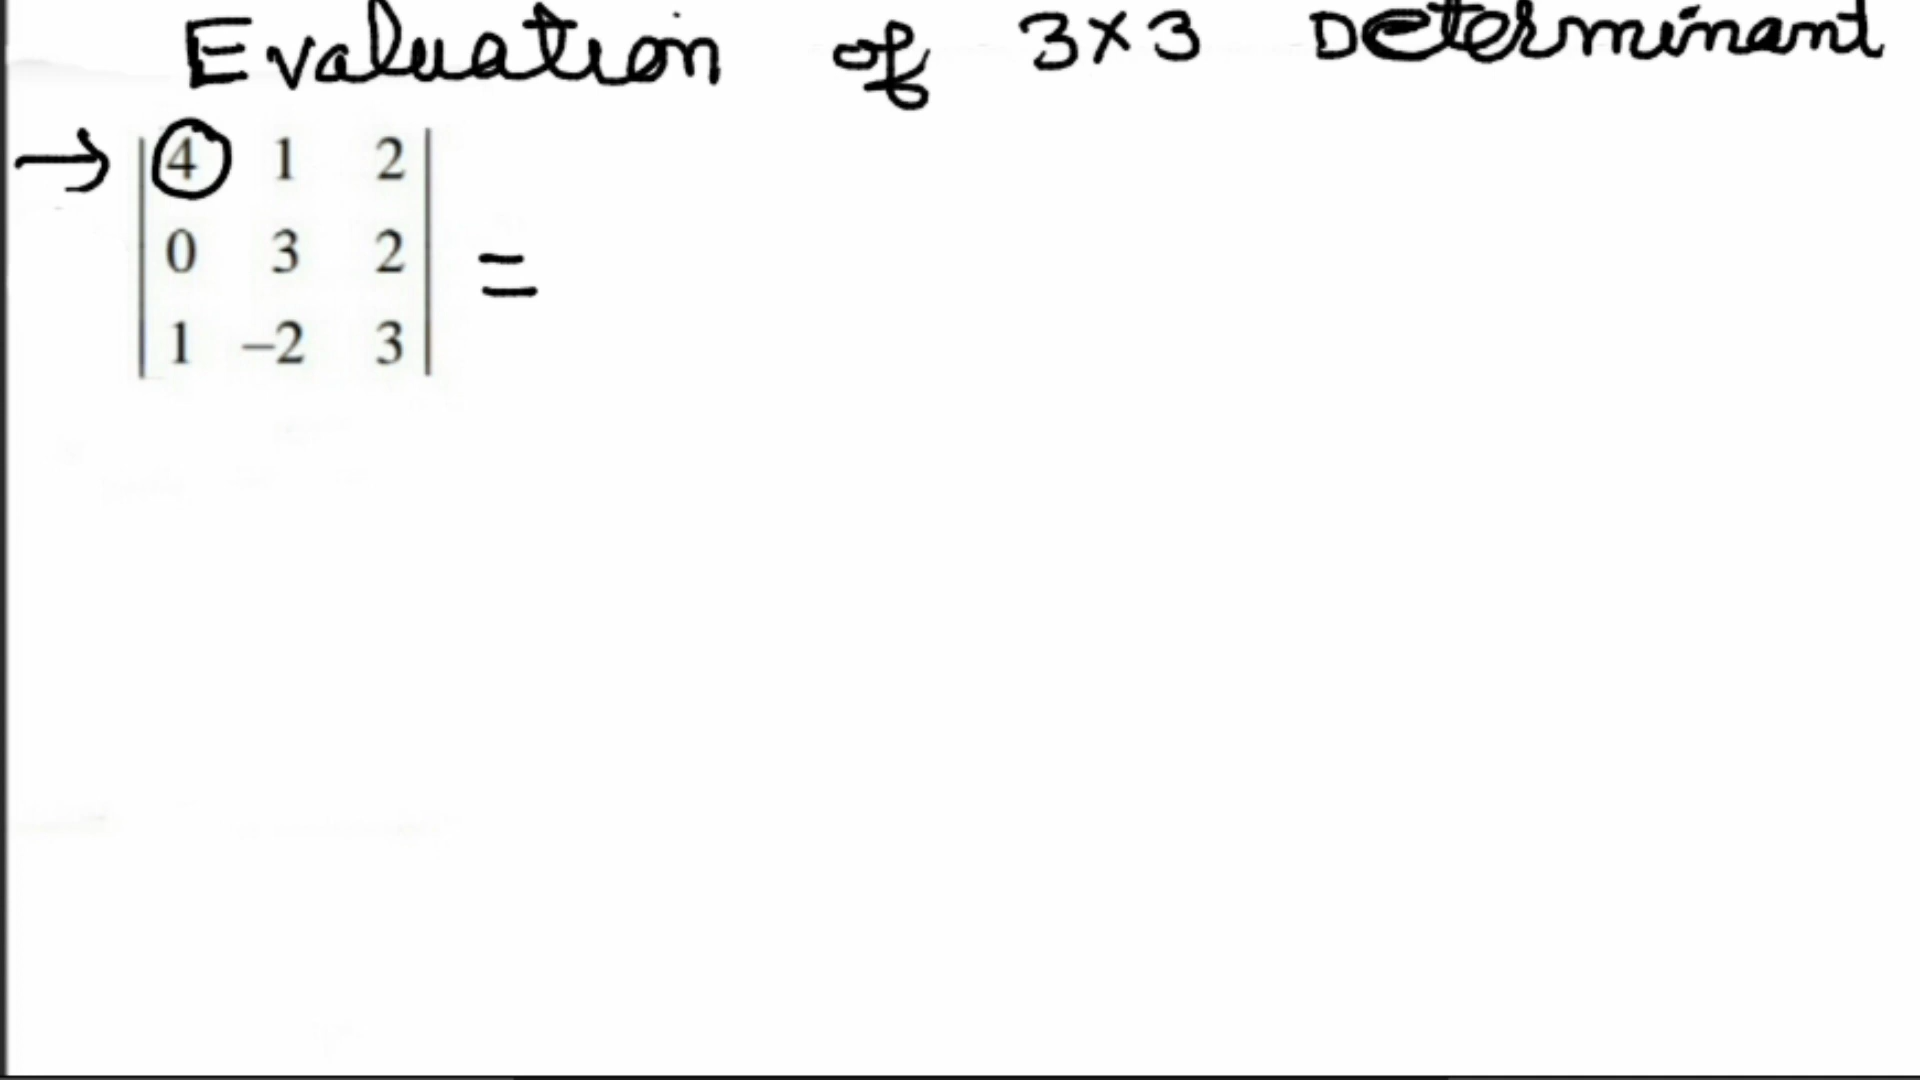 Evaluation of 3×3 Determinant
→ |4 1 2|
|0 3 2| =
|1 −2 3|